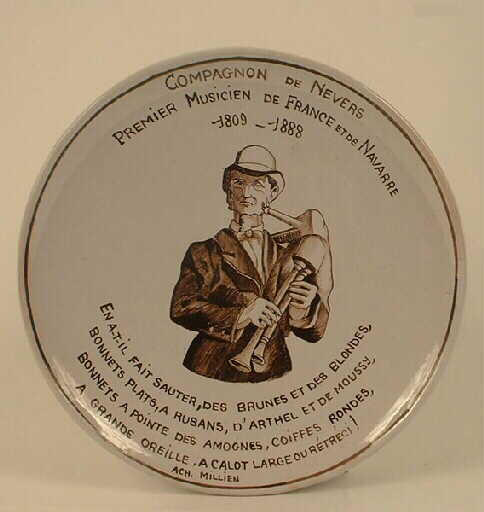 COMPAGNON DE NEVERS
PREMIER MUSICIEN DE FRANCE ET DE NAVARRE
1809 - 1888
EN A-T-IL FAIT SAUTER, DES BRUNES ET DES BLONDES,
BONNETS PLATS, A RUBANS, D'ARTHEL ET DE MOUSSY,
BONNETS A POINTE DES AMOGNES, COIFFES RONDES,
A GRANDE OREILLE, A CALOT LARGE OU RÉTRÉCI!
ACH. MILLIEN